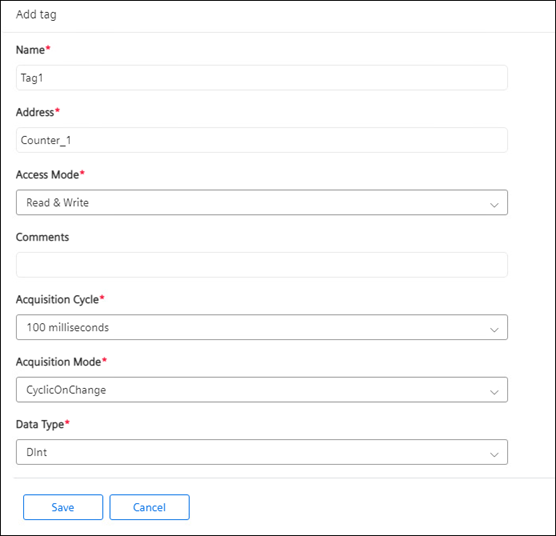 Add tag
Name*
Tag1
Address*
Counter_1
Access Mode*
Read & Write
Comments
Acquisition Cycle*
100 milliseconds
Acquisition Mode*
CyclicOnChange
Data Type*
DInt
Save Cancel